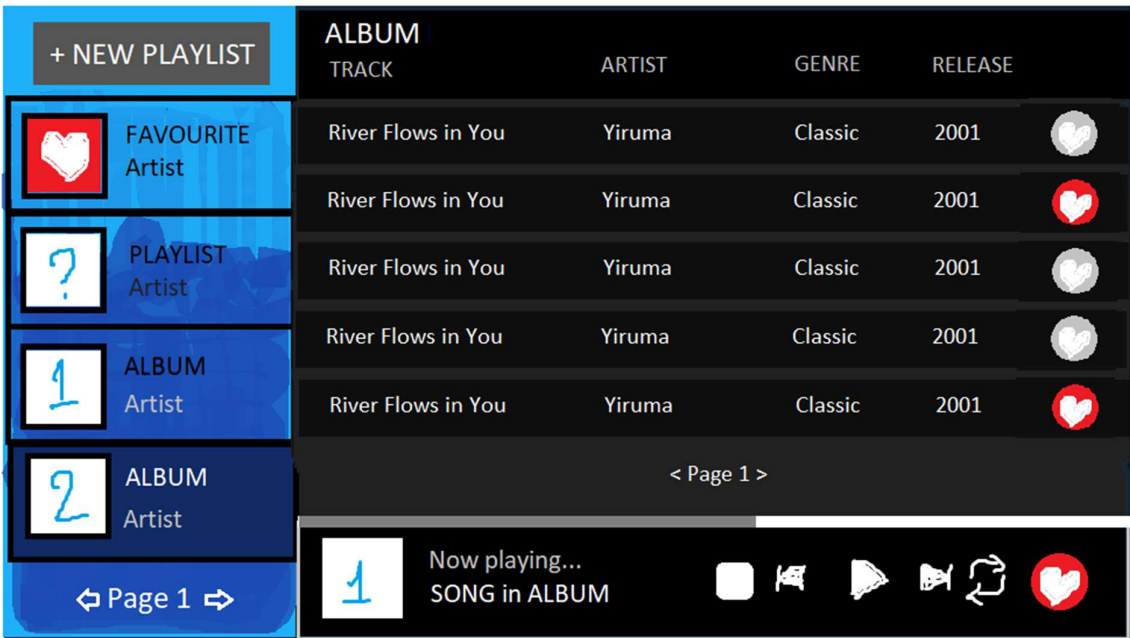 + NEW PLAYLIST
FAVOURITE
Artist
?
PLAYLIST
Artist
1
ALBUM
Artist
2
ALBUM
Artist
Page 1
ALBUM
TRACK ARTIST GENRE RELEASE
River Flows in You Yiruma Classic 2001
River Flows in You Yiruma Classic 2001
River Flows in You Yiruma Classic 2001
River Flows in You Yiruma Classic 2001
River Flows in You Yiruma Classic 2001
< Page 1 >
1
Now playing...
SONG in ALBUM